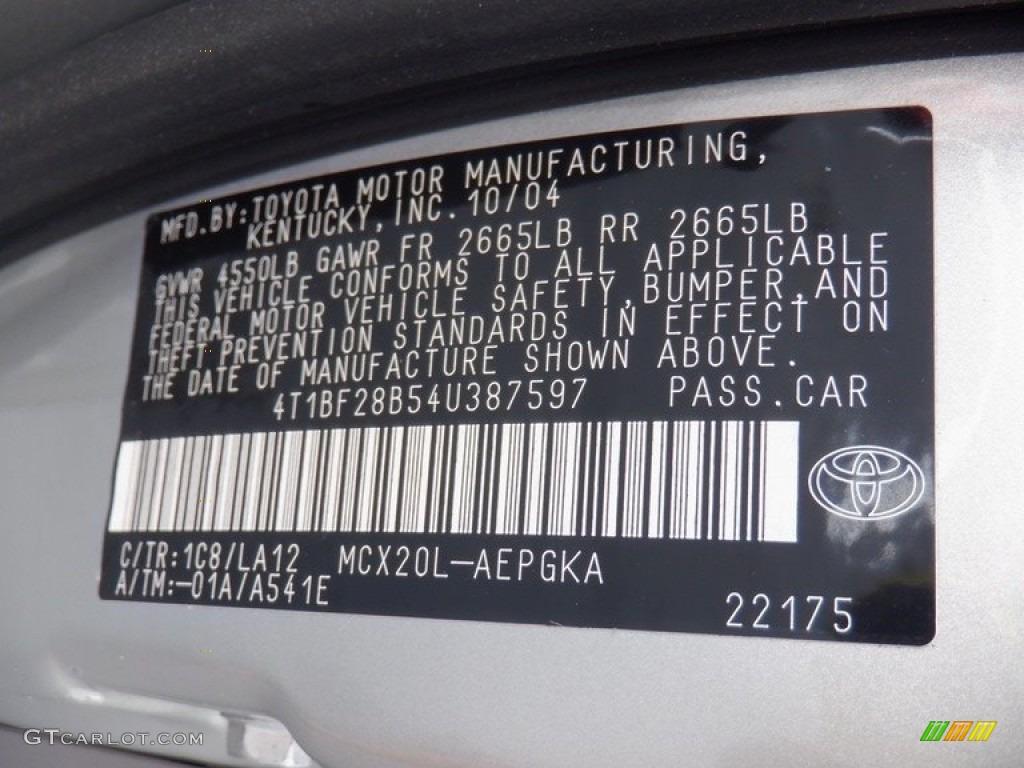 MFD. BY: TOYOTA MOTOR MANUFACTURING,
KENTUCKY, INC. 10/04
GVWR 4550LB GAWR FR 2665LB RR 2665LB
THIS VEHICLE CONFORMS TO ALL APPLICABLE
FEDERAL MOTOR VEHICLE SAFETY, BUMPER, AND
THEFT PREVENTION STANDARDS IN EFFECT ON
THE DATE OF MANUFACTURE SHOWN ABOVE.
4T1BF28B54U387597 PASS. CAR
C/TR:1C8/LA12 MCX20L-AEPGKA
A/TM:-01A/A541E
22175
GTCARLOT.COM